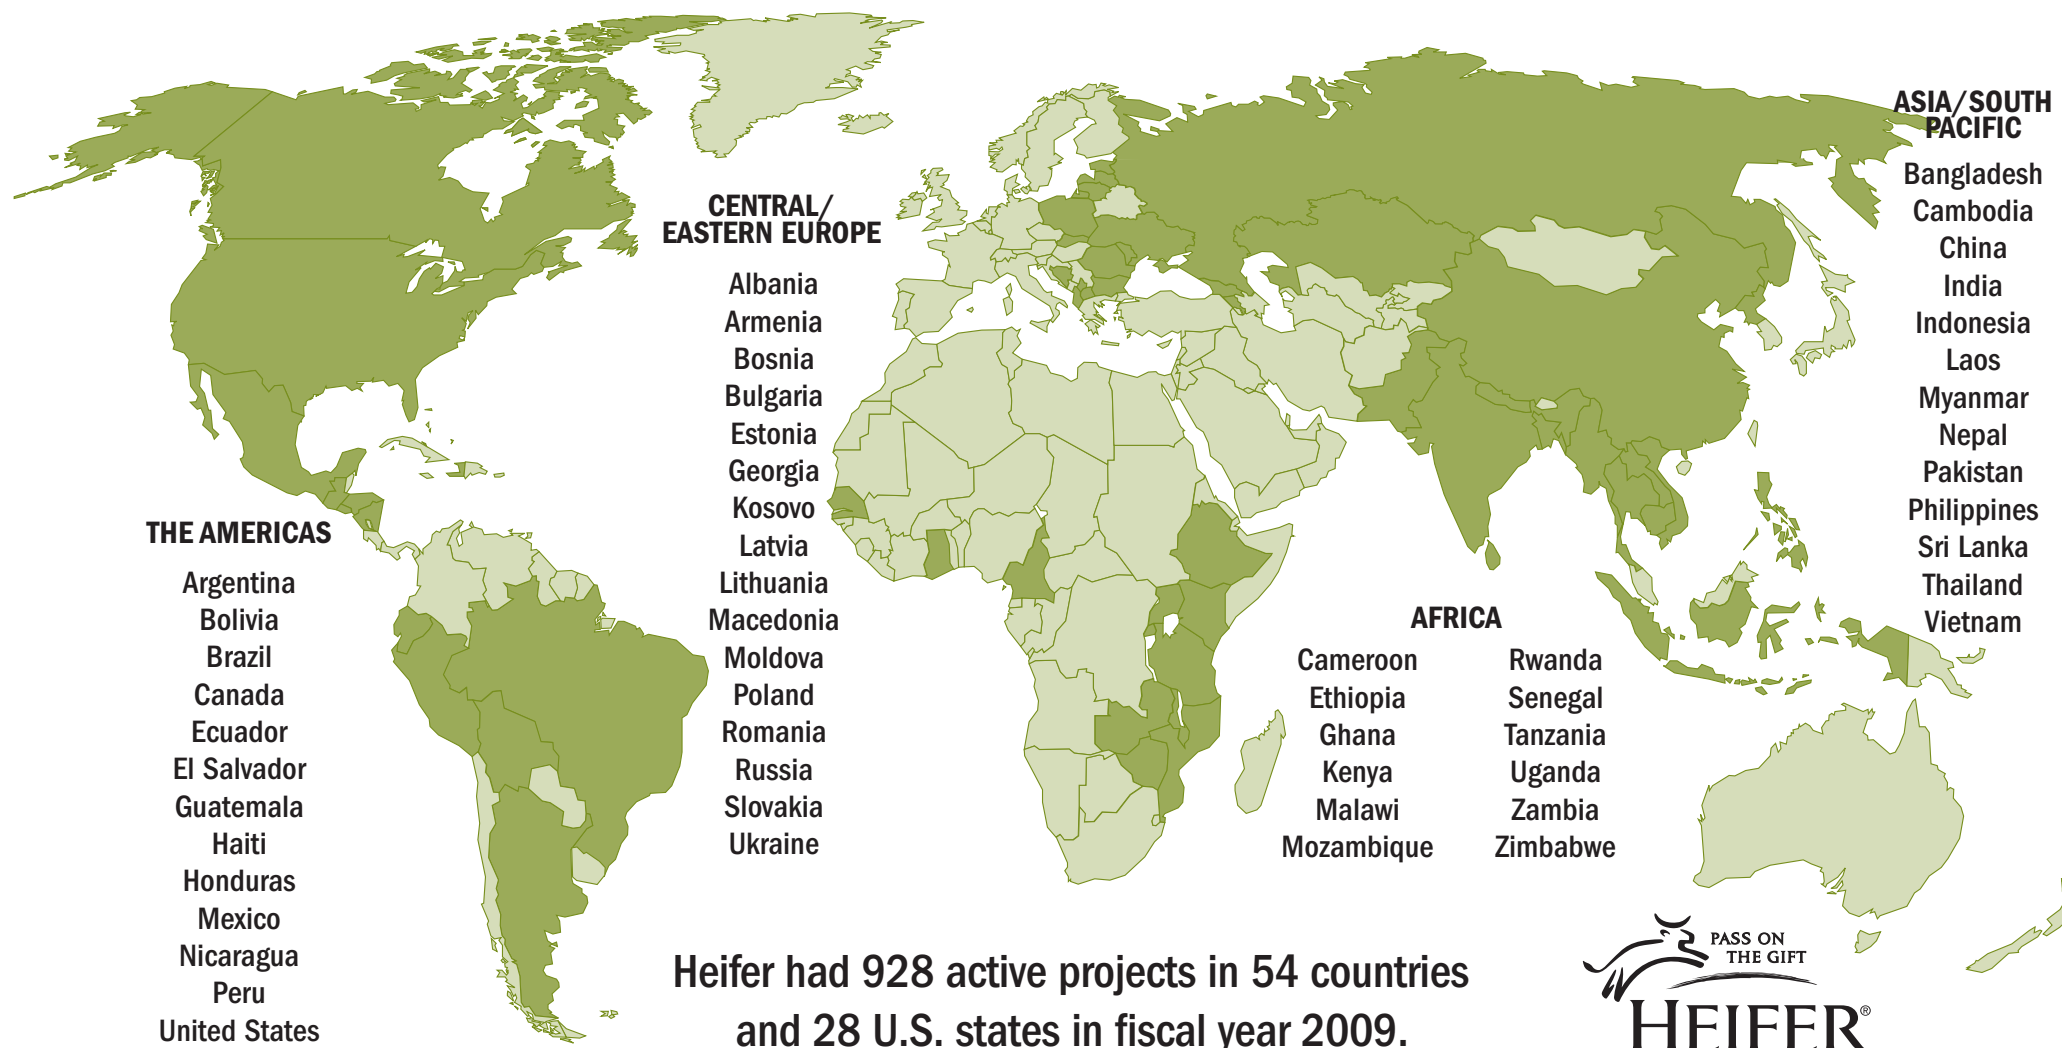 THE AMERICAS
Argentina
Bolivia
Brazil
Canada
Ecuador
El Salvador
Guatemala
Haiti
Honduras
Mexico
Nicaragua
Peru
United States
CENTRAL/
EASTERN EUROPE
Albania
Armenia
Bosnia
Bulgaria
Estonia
Georgia
Kosovo
Latvia
Lithuania
Macedonia
Moldova
Poland
Romania
Russia
Slovakia
Ukraine
AFRICA
Cameroon
Ethiopia
Ghana
Kenya
Malawi
Mozambique
Rwanda
Senegal
Tanzania
Uganda
Zambia
Zimbabwe
ASIA/SOUTH
PACIFIC
Bangladesh
Cambodia
China
India
Indonesia
Laos
Myanmar
Nepal
Pakistan
Philippines
Sri Lanka
Thailand
Vietnam
Heifer had 928 active projects in 54 countries
and 28 U.S. states in fiscal year 2009.
PASS ON
THE GIFT
HEIFER®